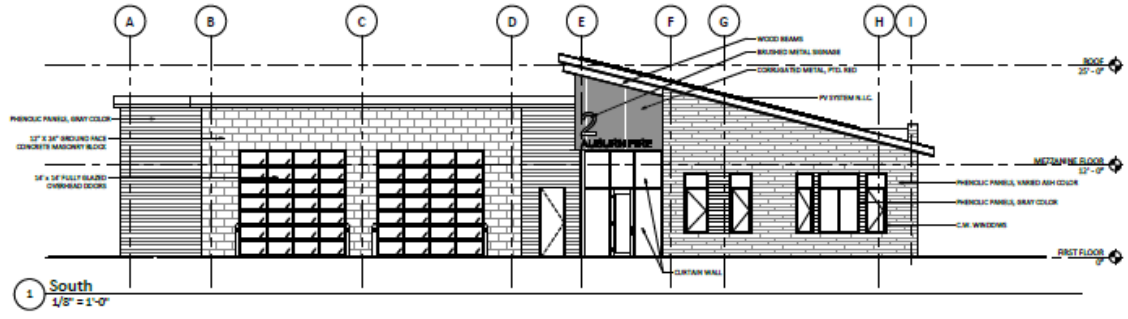 A B C D E F G H I
WOOD BEAMS
BRUSHED METAL SIGNAGE
CORRUGATED METAL, PTD. RED
PV SYSTEM N.I.C.
ROOF
25' - 0"
PHENOLIC PANELS, GRAY COLOR
12" X 24" GROUND FACE
CONCRETE MASONRY BLOCK
14' x 14' FULLY GLAZED
OVERHEAD DOORS
2
AUBURN FIRE
MEZZANINE FLOOR
12' - 0"
PHENOLIC PANELS, VARIED ASH COLOR
PHENOLIC PANELS, GRAY COLOR
C.W. WINDOWS
CURTAIN WALL
FIRST FLOOR
0"
1 South
1/8" = 1'-0"